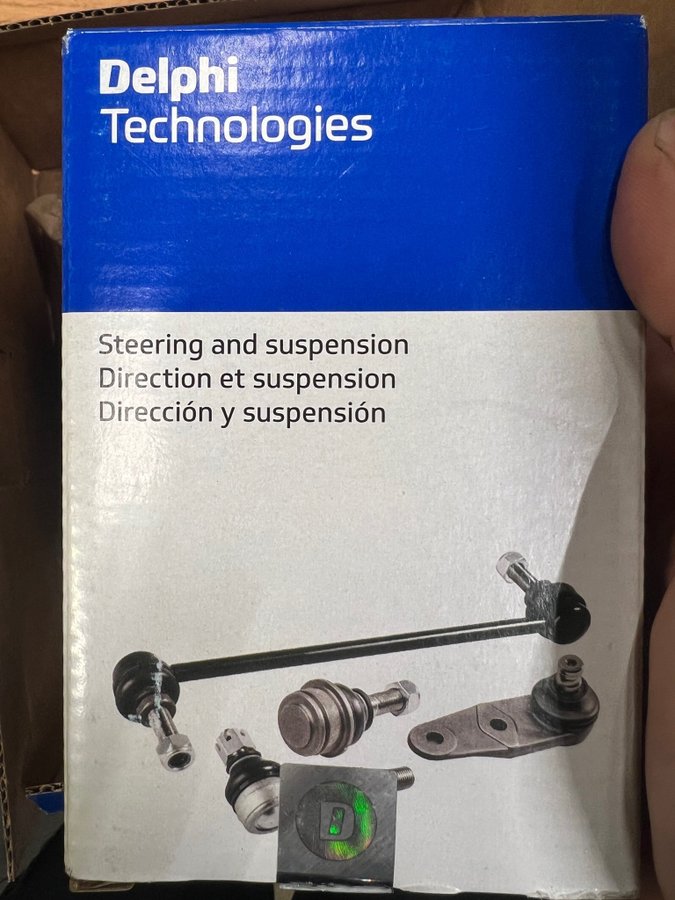 Delphi
Technologies
Steering and suspension
Direction et suspension
Dirección y suspensión
D